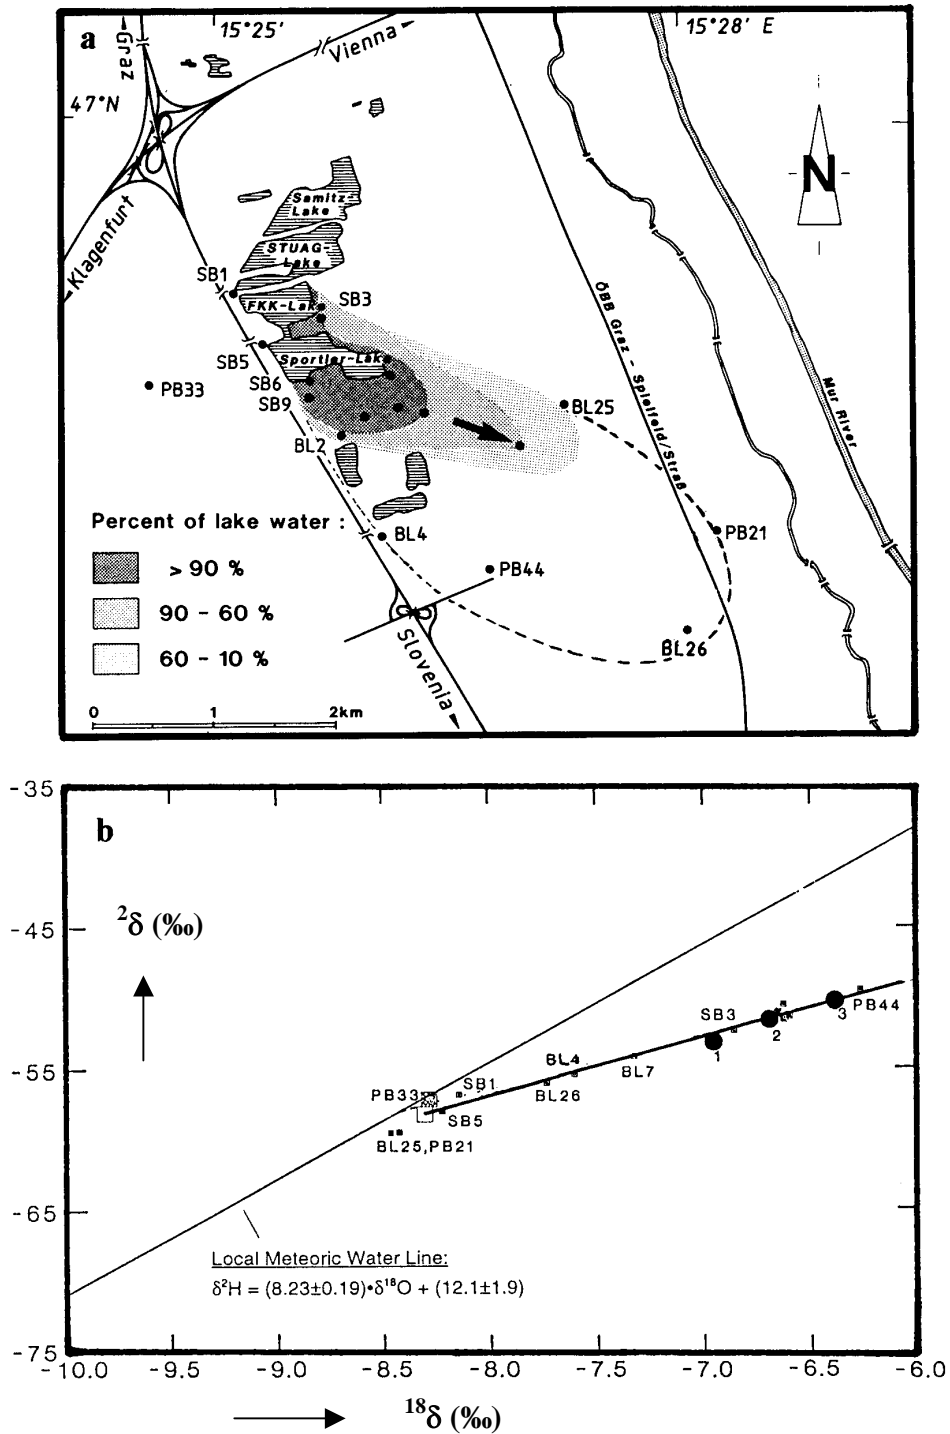 a
15°25′
15°28′ E
Graz
Vienna
47°N
N
Samitz-
Lake
STUAG-
Lake
Klagenfurt
SB1
SB3
FKK-Lak
SB5
Sportler-Lak
SB6
PB33
SB9
BL25
BL2
ÖBB Graz - Spielfeld/Straß
Mur River
Percent of lake water :
BL4
PB21
> 90 %
PB44
90 - 60 %
60 - 10 %
BL26
Slovenia
0 1 2km
-35
b
²δ (‰)
-45
-55
-65
-75
SB3
1
2
3
PB44
BL4
BL7
BL26
PB33
SB1
SB5
BL25,PB21
Local Meteoric Water Line:
δ²H = (8.23±0.19)•δ¹⁸O + (12.1±1.9)
-10.0 -9.5 -9.0 -8.5 -8.0 -7.5 -7.0 -6.5 -6.0
¹⁸δ (‰)